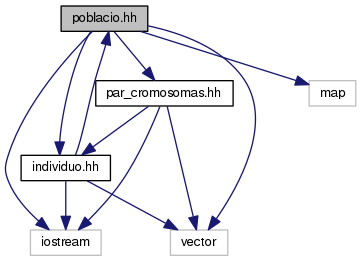 poblacio.hh
par_cromosomas.hh
map
individuo.hh
iostream
vector